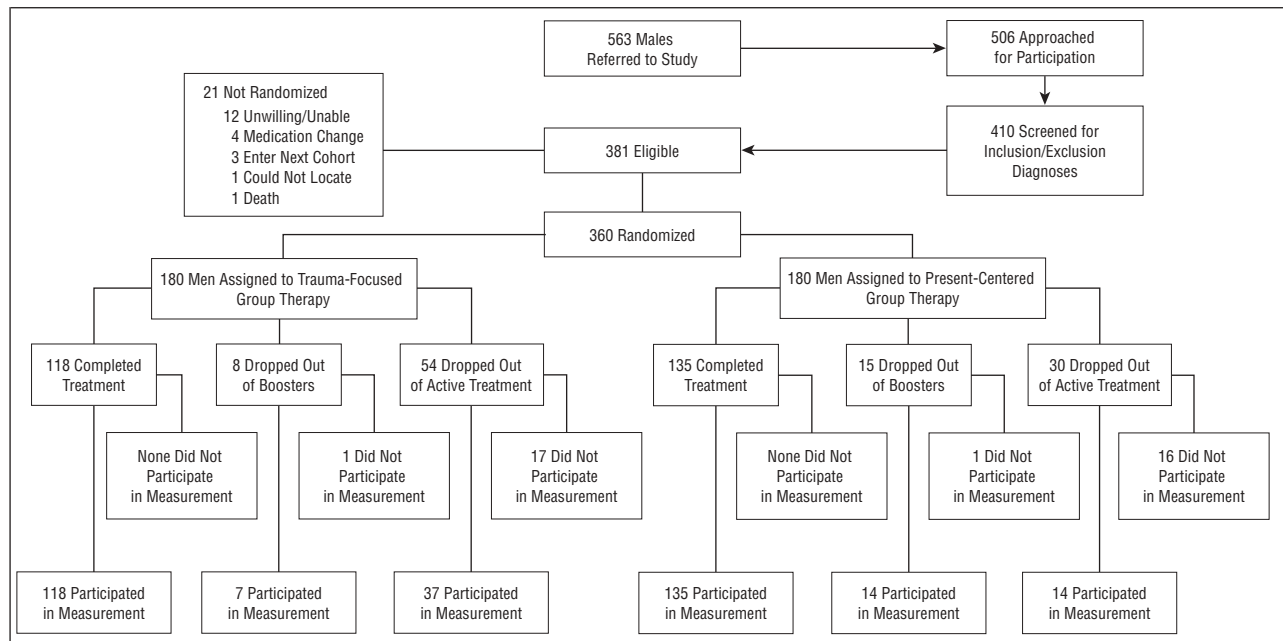 563 Males
Referred to Study
506 Approached
for Participation
21 Not Randomized
12 Unwilling/Unable
4 Medication Change
3 Enter Next Cohort
1 Could Not Locate
1 Death
381 Eligible
410 Screened for
Inclusion/Exclusion
Diagnoses
360 Randomized
180 Men Assigned to Trauma-Focused
Group Therapy
180 Men Assigned to Present-Centered
Group Therapy
118 Completed
Treatment
8 Dropped Out
of Boosters
54 Dropped Out
of Active Treatment
135 Completed
Treatment
15 Dropped Out
of Boosters
30 Dropped Out
of Active Treatment
None Did Not
Participate
in Measurement
1 Did Not
Participate
in Measurement
17 Did Not
Participate
in Measurement
None Did Not
Participate
in Measurement
1 Did Not
Participate
in Measurement
16 Did Not
Participate
in Measurement
118 Participated
in Measurement
7 Participated
in Measurement
37 Participated
in Measurement
135 Participated
in Measurement
14 Participated
in Measurement
14 Participated
in Measurement